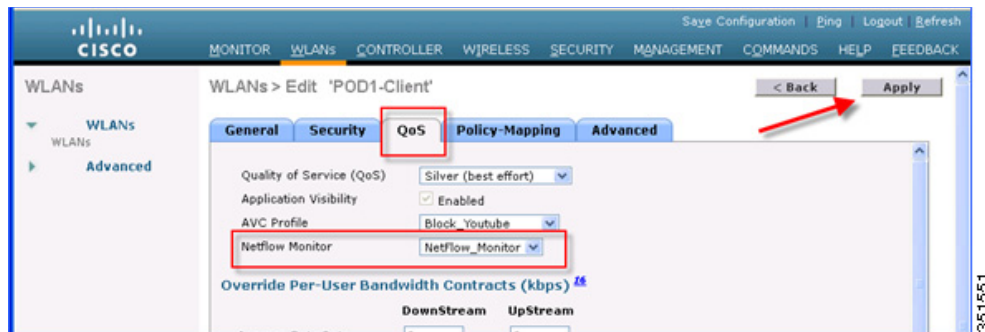 Save Configuration | Ping | Logout | Refresh
CISCO
MONITOR WLANs CONTROLLER WIRELESS SECURITY MANAGEMENT COMMANDS HELP FEEDBACK
WLANs
WLANs > Edit 'POD1-Client'
< Back
Apply
WLANs
WLANs
Advanced
General Security QoS Policy-Mapping Advanced
Quality of Service (QoS) Silver (best effort)
Application Visibility Enabled
AVC Profile Block_Youtube
Netflow Monitor NetFlow_Monitor
Override Per-User Bandwidth Contracts (kbps) 16
DownStream UpStream
351551